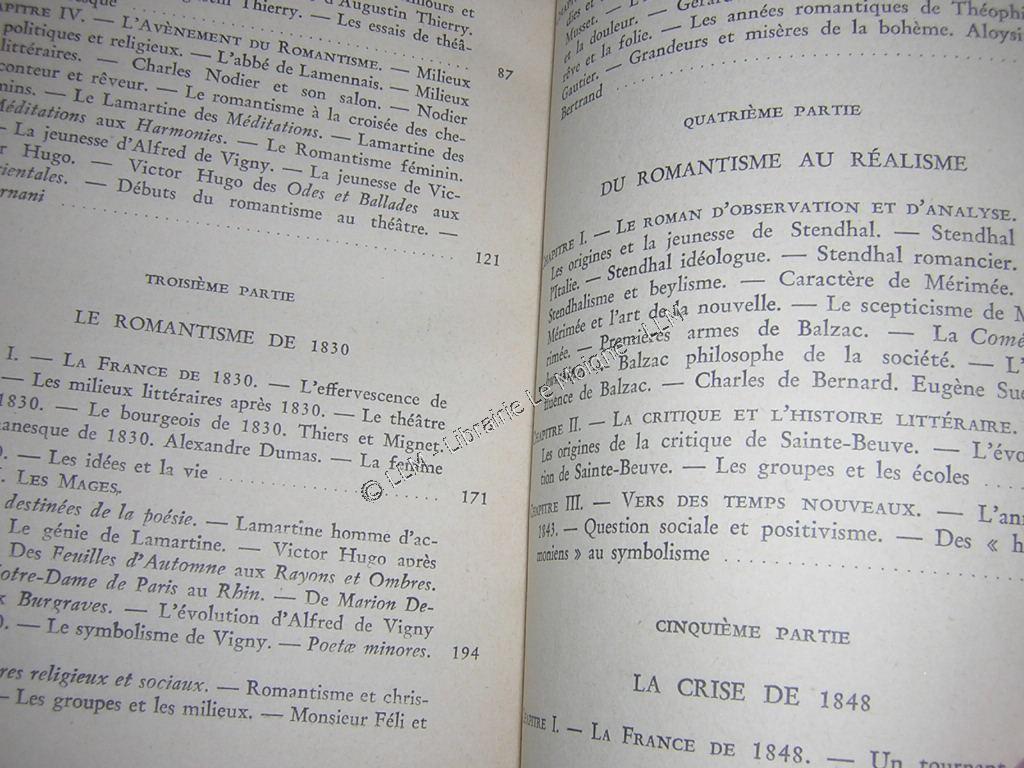 Augustin Thierry.
Thierry. — Les essais de théâ-
87
CHAPITRE IV. — L'AVÈNEMENT DU ROMANTISME. — Milieux
politiques et religieux. — L'abbé de Lamennais. — Milieux
littéraires. — Charles Nodier et son salon. — Nodier
conteur et rêveur. — Le romantisme à la croisée des che-
mins. — Le Lamartine des Méditations. — Lamartine des
Méditations aux Harmonies. — Le Romantisme féminin.
— La jeunesse d'Alfred de Vigny. — La jeunesse de Vic-
Hugo. — Victor Hugo des Odes et Ballades aux
— Débuts du romantisme au théâtre. —
121
TROISIÈME PARTIE
LE ROMANTISME DE 1830
I. — LA FRANCE DE 1830. — L'effervescence de
— Les milieux littéraires après 1830. — Le théâtre
1830. — Le bourgeois de 1830. Thiers et Mignet.
de 1830. Alexandre Dumas. — La femme
— Les idées et la vie
171
LES MAGES.
destinées de la poésie. — Lamartine homme d'ac-
Le génie de Lamartine. — Victor Hugo après
Des Feuilles d'Automne aux Rayons et Ombres.
Notre-Dame de Paris au Rhin. — De Marion De-
Burgraves. — L'évolution d'Alfred de Vigny
— Le symbolisme de Vigny. — Poetæ minores. 194
religieux et sociaux. — Romantisme et chris-
— Les groupes et les milieux. — Monsieur Féli et
Musset.
et la douleur.
rêve et la folie. — Les années romantiques de Théophi
Gautier. — Grandeurs et misères de la bohème. Aloysi
Bertrand
QUATRIÈME PARTIE
DU ROMANTISME AU RÉALISME
CHAPITRE I. — LE ROMAN D'OBSERVATION ET D'ANALYSE.
Les origines et la jeunesse de Stendhal. — Stendhal
l'Italie. — Stendhal idéologue. — Stendhal romancier.
Stendhalisme et beylisme. — Caractère de Mérimée.
Mérimée et l'art de la nouvelle. — Le scepticisme de M
rimée. — Premières armes de Balzac. — La Comé
Balzac philosophe de la société. — L'
fluence de Balzac. — Charles de Bernard. Eugène Sue
CHAPITRE II. — LA CRITIQUE ET L'HISTOIRE LITTÉRAIRE.
Les origines de la critique de Sainte-Beuve. — L'évo
tion de Sainte-Beuve. — Les groupes et les écoles
CHAPITRE III. — VERS DES TEMPS NOUVEAUX. — L'ann
1843. — Question sociale et positivisme. — Des « h
moniens » au symbolisme
CINQUIÈME PARTIE
LA CRISE DE 1848
CHAPITRE I. — LA FRANCE DE 1848. — Un tournant
© LLM - Librairie Le Moigne - LLM